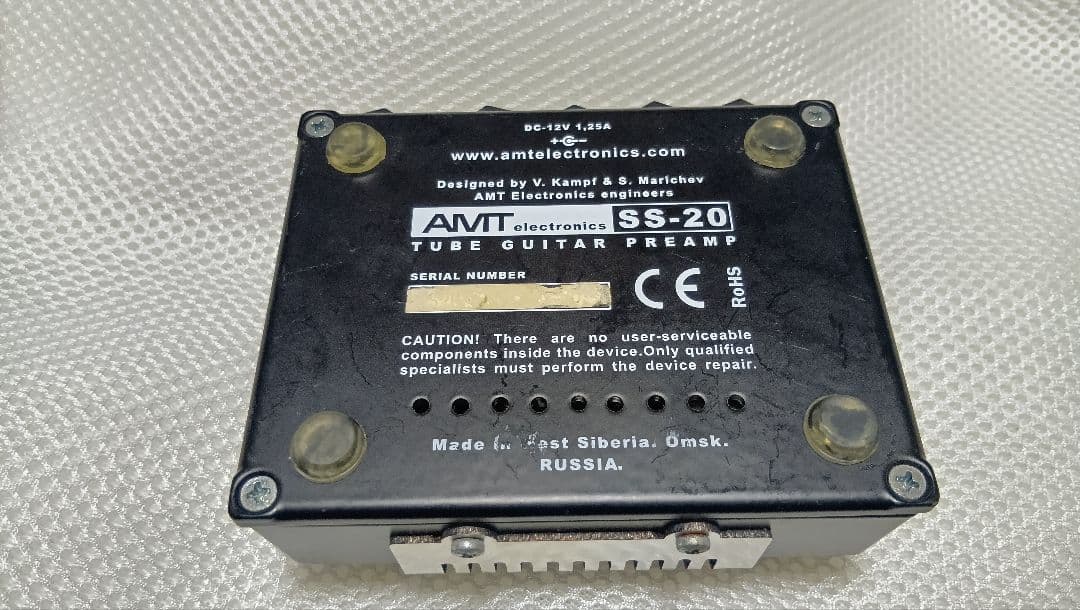 DC-12V 1,25A
www.amtelectronics.com
Designed by V. Kampf & S. Marichev
AMT Electronics engineers
AMT electronics SS-20
TUBE GUITAR PREAMP
SERIAL NUMBER
CE RoHS
CAUTION! There are no user-serviceable
components inside the device.Only qualified
specialists must perform the device repair.
Made Siberia. Omsk.
RUSSIA.